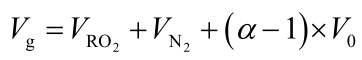 V_g = V_{RO_2} + V_{N_2} + (α − 1) × V_0